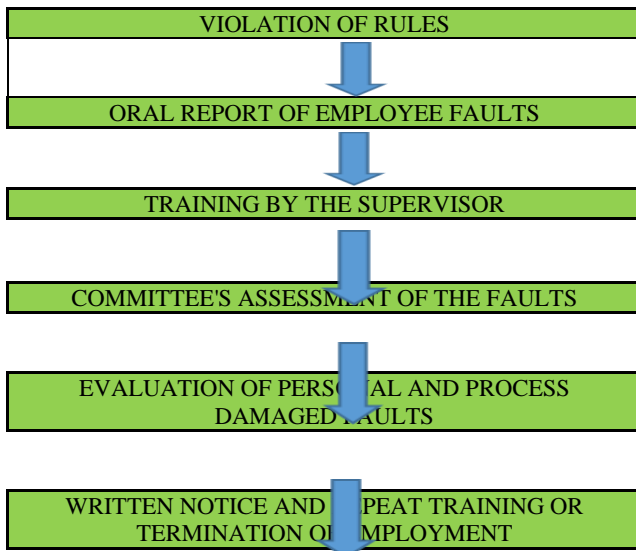 VIOLATION OF RULES
ORAL REPORT OF EMPLOYEE FAULTS
TRAINING BY THE SUPERVISOR
COMMITTEE'S ASSESSMENT OF THE FAULTS
EVALUATION OF PERSONAL AND PROCESS
DAMAGED FAULTS
WRITTEN NOTICE AND REPEAT TRAINING OR
TERMINATION OF EMPLOYMENT